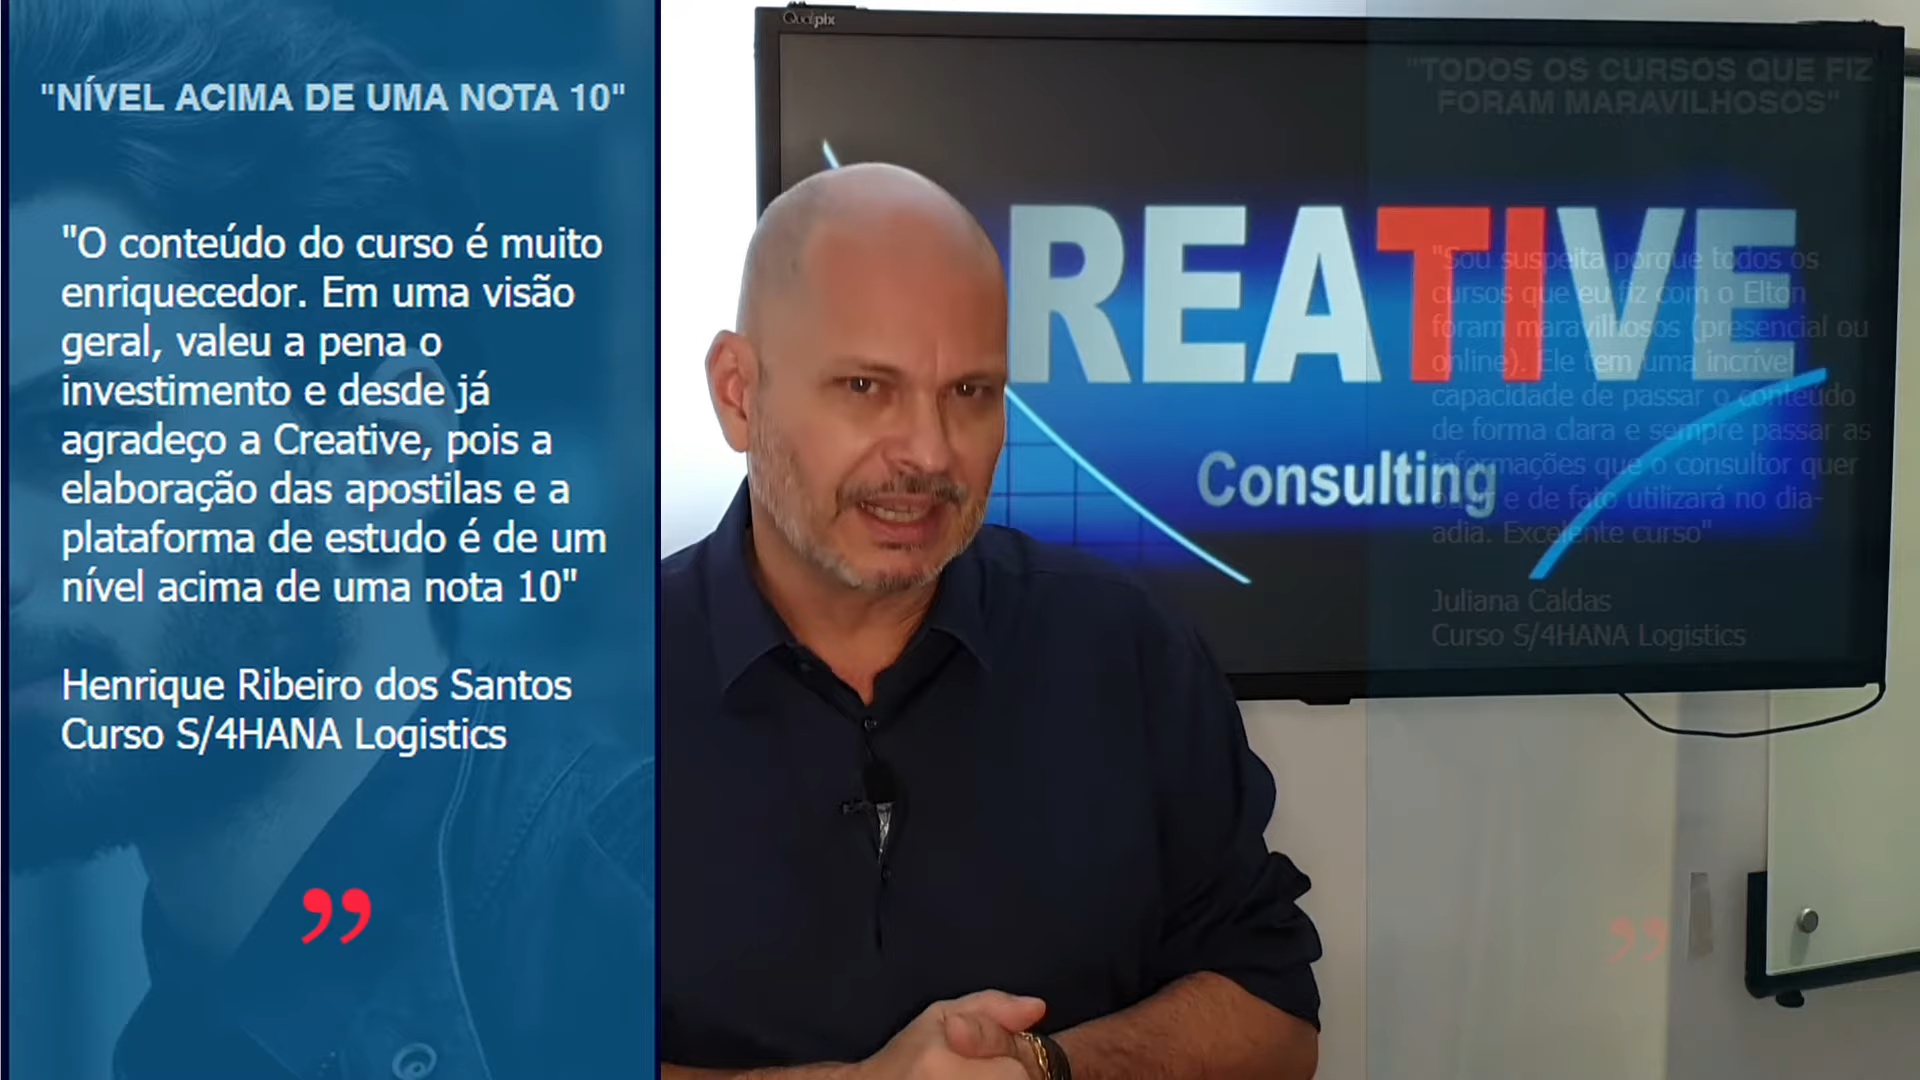 "NÍVEL ACIMA DE UMA NOTA 10"
"O conteúdo do curso é muito
enriquecedor. Em uma visão
geral, valeu a pena o
investimento e desde já
agradeço a Creative, pois a
elaboração das apostilas e a
plataforma de estudo é de um
nível acima de uma nota 10"
Henrique Ribeiro dos Santos
Curso S/4HANA Logistics
Qualpix
REATIVE
Consulting
"TODOS OS CURSOS QUE FIZ
FORAM MARAVILHOSOS"
"Sou suspeita porque todos os
cursos que eu fiz com o Elton
foram maravilhosos (presencial ou
online). Ele tem uma incrível
capacidade de passar o conteúdo
de forma clara e sempre passar as
informações que o consultor quer
e de fato utilizará no dia-
adia. Excelente curso"
Juliana Caldas
Curso S/4HANA Logistics